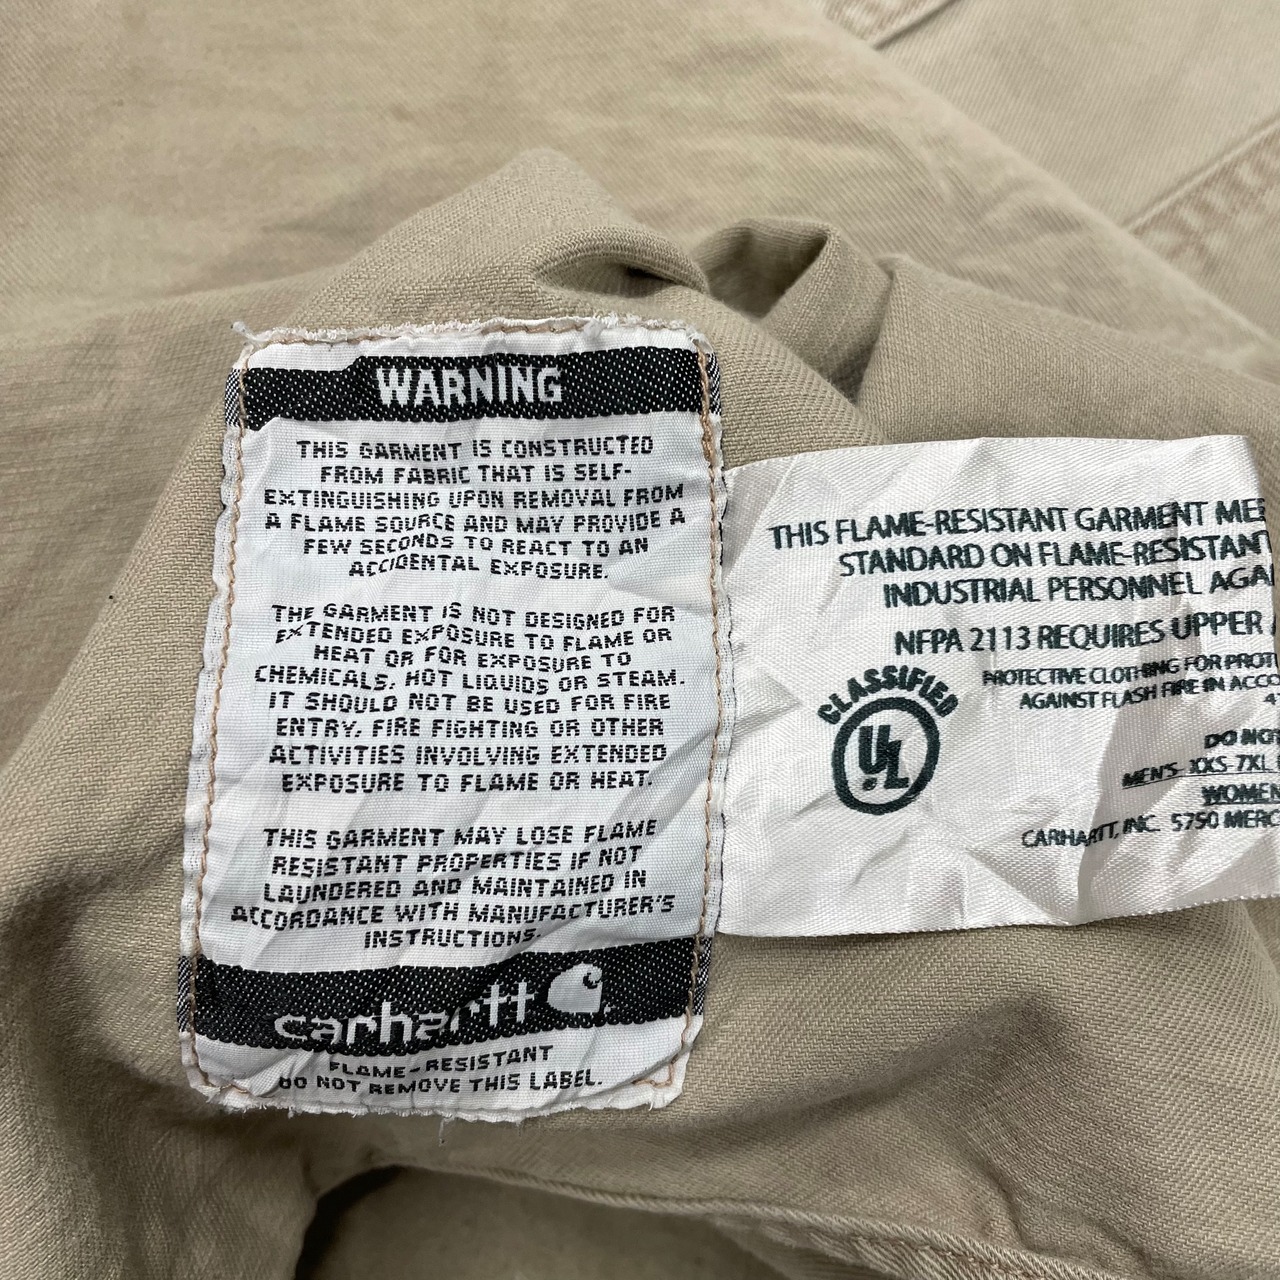 WARNING
THIS GARMENT IS CONSTRUCTED
FROM FABRIC THAT IS SELF-
EXTINGUISHING UPON REMOVAL FROM
A FLAME SOURCE AND MAY PROVIDE A
FEW SECONDS TO REACT TO AN
ACCIDENTAL EXPOSURE.
THE GARMENT IS NOT DESIGNED FOR
EXTENDED EXPOSURE TO FLAME OR
HEAT OR FOR EXPOSURE TO
CHEMICALS, HOT LIQUIDS OR STEAM.
IT SHOULD NOT BE USED FOR FIRE
ENTRY, FIRE FIGHTING OR OTHER
ACTIVITIES INVOLVING EXTENDED
EXPOSURE TO FLAME OR HEAT.
THIS GARMENT MAY LOSE FLAME
RESISTANT PROPERTIES IF NOT
LAUNDERED AND MAINTAINED IN
ACCORDANCE WITH MANUFACTURER'S
INSTRUCTIONS.
carhartt
FLAME-RESISTANT
DO NOT REMOVE THIS LABEL.
THIS FLAME-RESISTANT GARMENT
STANDARD ON FLAME-RESISTANT
INDUSTRIAL PERSONNEL
NFPA 2113 REQUIRES UPPER
CLASSIFIED
UL
PROTECTIVE CLOTHING FOR
AGAINST FLASH FIRE IN
DO NOT
MEN'S- XXS-7XL
CARHARTT, INC. 5750